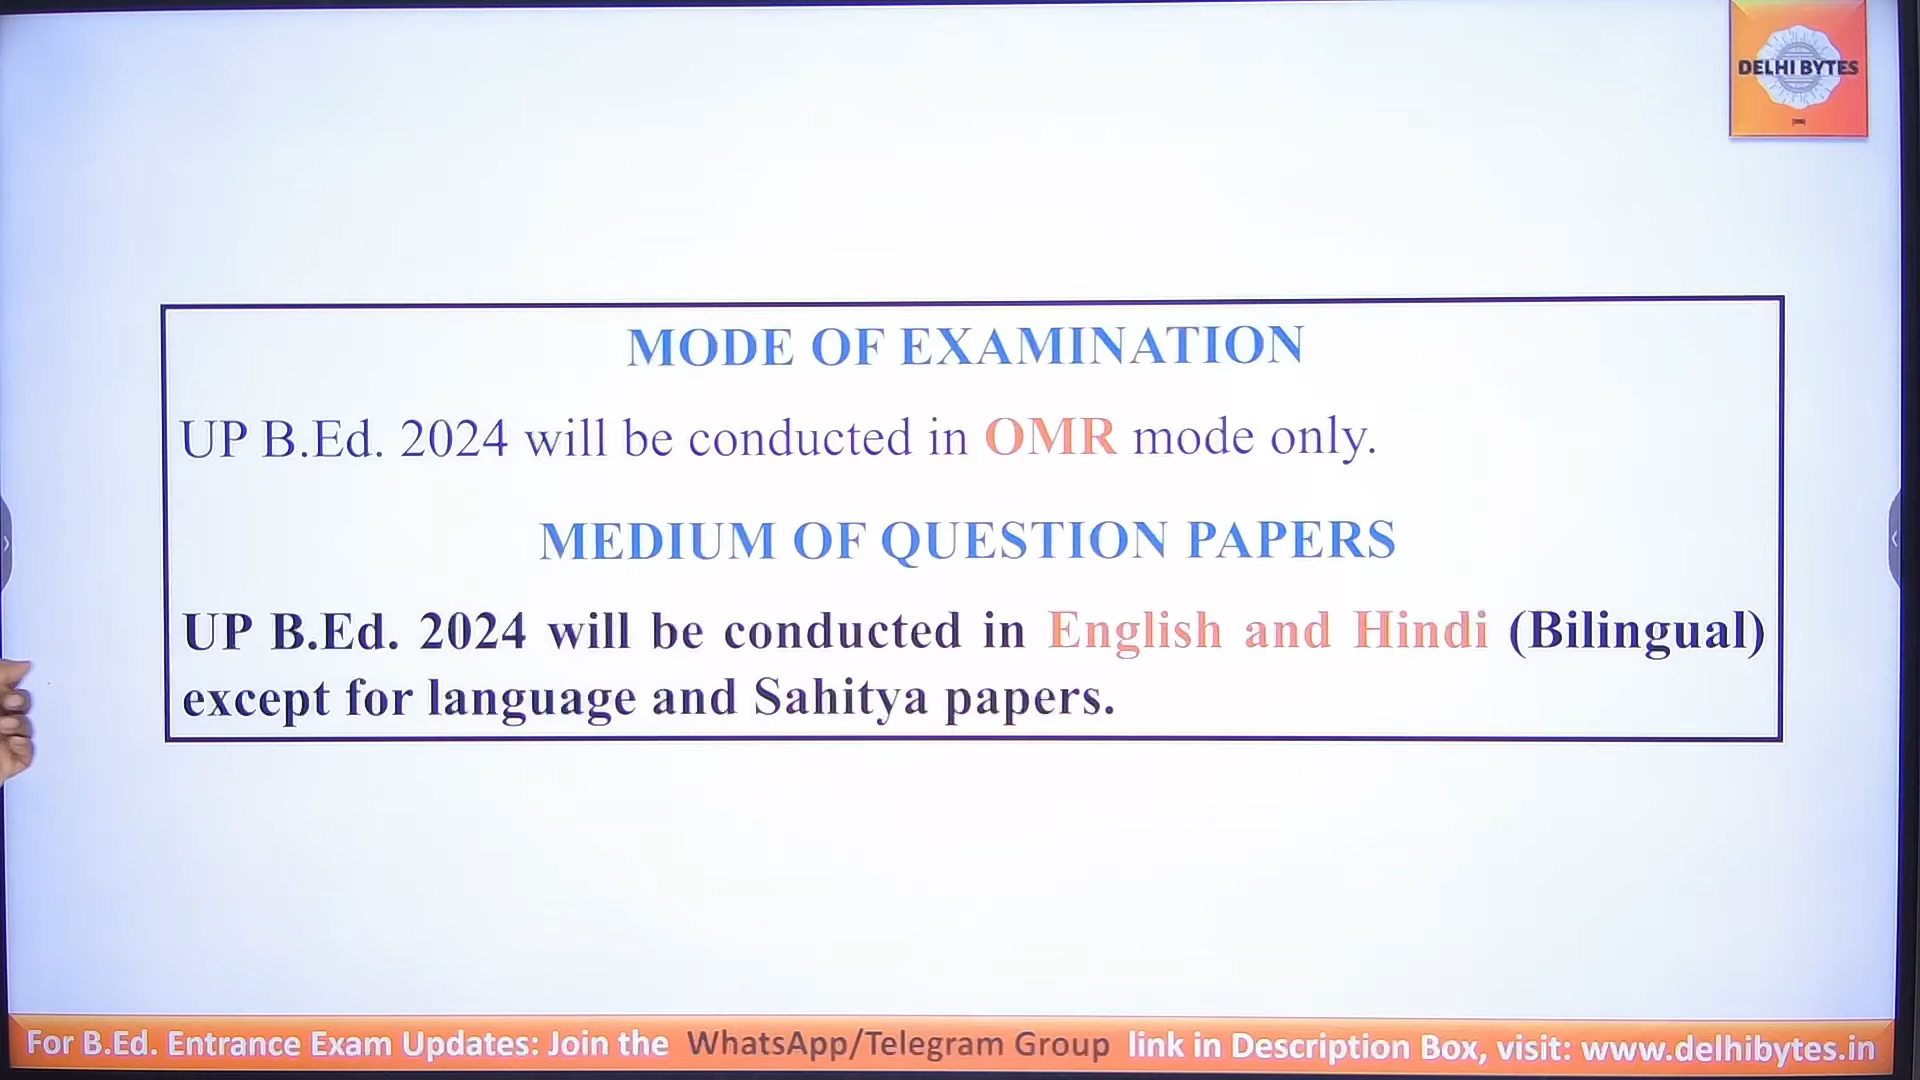 DELHI BYTES
MODE OF EXAMINATION
UP B.Ed. 2024 will be conducted in OMR mode only.
MEDIUM OF QUESTION PAPERS
UP B.Ed. 2024 will be conducted in English and Hindi (Bilingual)
except for language and Sahitya papers.
For B.Ed. Entrance Exam Updates: Join the WhatsApp/Telegram Group link in Description Box, visit: www.delhibytes.in